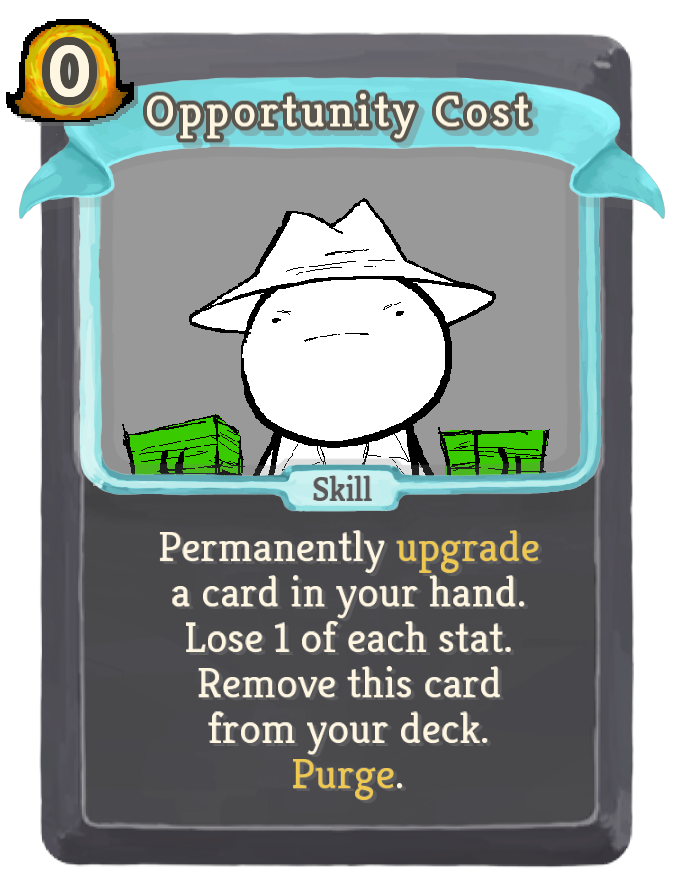 0
Opportunity Cost
Skill
Permanently upgrade
a card in your hand.
Lose 1 of each stat.
Remove this card
from your deck.
Purge.